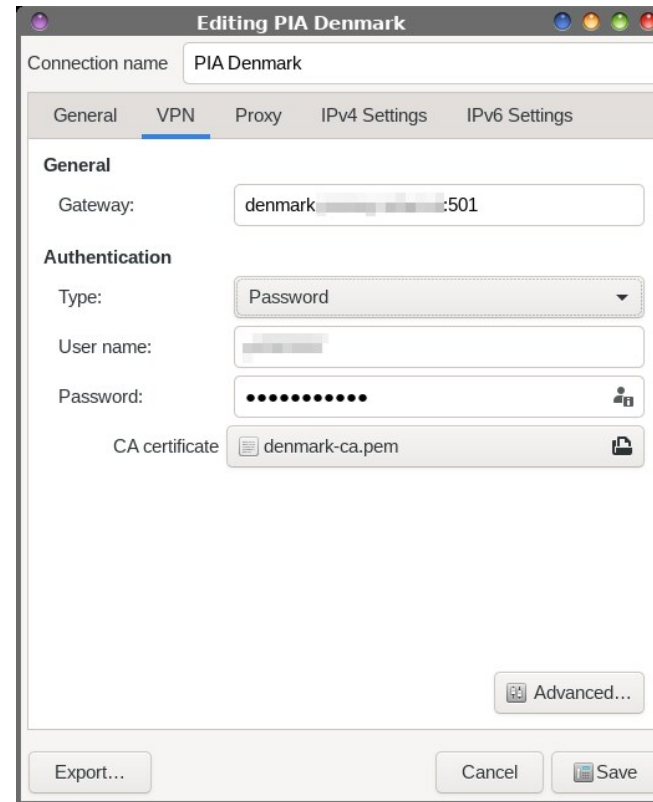 Editing PIA Denmark
Connection name PIA Denmark
General VPN Proxy IPv4 Settings IPv6 Settings
General
Gateway: denmark :501
Authentication
Type: Password
User name:
Password: •••••••••••
CA certificate denmark-ca.pem
Advanced...
Export... Cancel Save